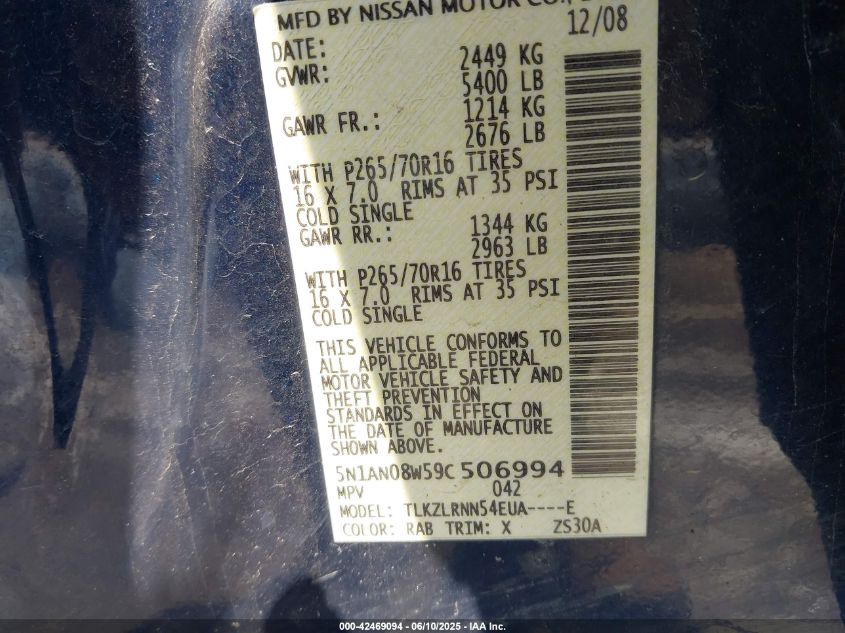 MFD BY NISSAN MOTOR CO.,
DATE: 12/08
GVWR: 2449 KG
5400 LB
GAWR FR.: 1214 KG
2676 LB
WITH P265/70R16 TIRES
16 X 7.0 RIMS AT 35 PSI
COLD SINGLE
GAWR RR.: 1344 KG
2963 LB
WITH P265/70R16 TIRES
16 X 7.0 RIMS AT 35 PSI
COLD SINGLE
THIS VEHICLE CONFORMS TO
ALL APPLICABLE FEDERAL
MOTOR VEHICLE SAFETY AND
THEFT PREVENTION
STANDARDS IN EFFECT ON
THE DATE OF MANUFACTURE
SHOWN ABOVE.
5N1AN08W59C506994
MPV 042
MODEL: TLKZLRNN54EUA----E
COLOR: RAB TRIM: X ZS30A
000-42469094 - 06/10/2025 - IAA Inc.